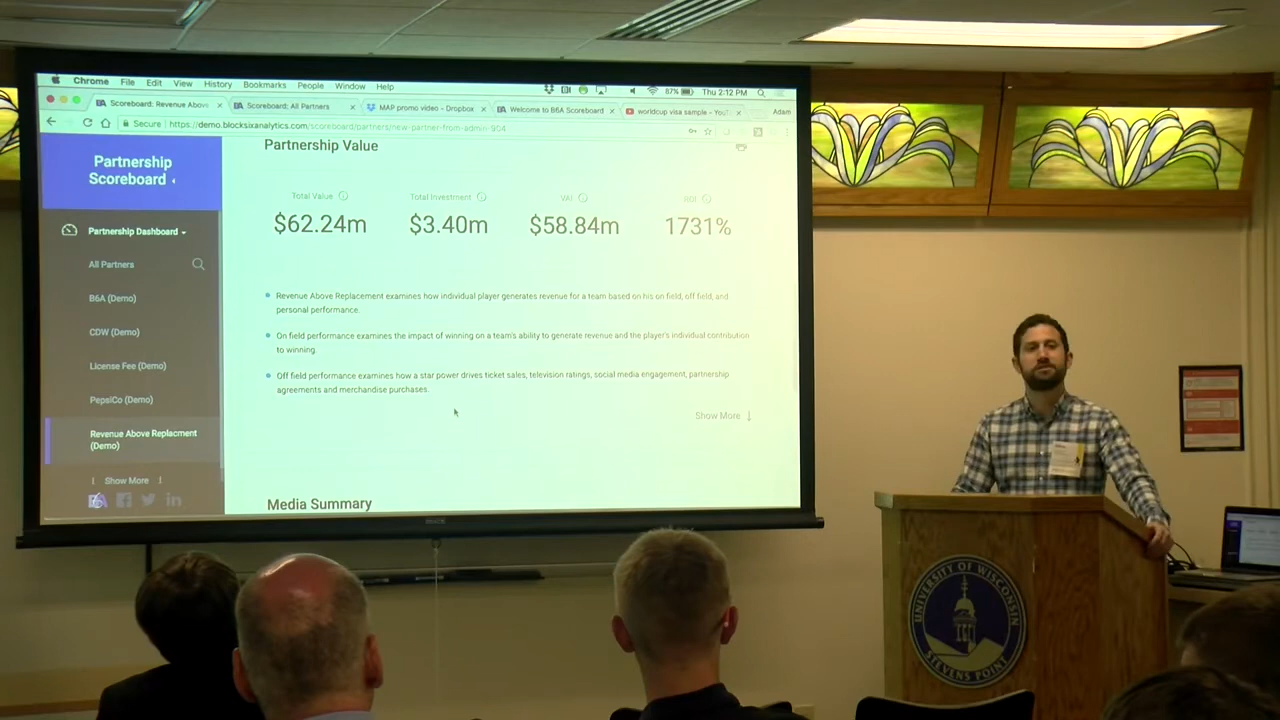 Chrome File Edit View History Bookmarks People Window Help
87% Thu 2:12 PM
Scoreboard: Revenue Above
Scoreboard: All Partners
MAP promo video - Dropbox
Welcome to B6A Scoreboard
worldcup visa sample - YouT
Adam
Secure https://demo.blocksixanalytics.com/scoreboard/partners/new-partner-from-admin-904
Partnership
Scoreboard
Partnership Dashboard
All Partners
B6A (Demo)
CDW (Demo)
License Fee (Demo)
PepsiCo (Demo)
Revenue Above Replacment
(Demo)
Show More
Partnership Value
Total Value Total Investment VAI ROI
$62.24m $3.40m $58.84m 1731%
Revenue Above Replacement examines how individual player generates revenue for a team based on his on field, off field, and
personal performance.
On field performance examines the impact of winning on a team's ability to generate revenue and the player's individual contribution
to winning.
Off field performance examines how a star power drives ticket sales, television ratings, social media engagement, partnership
agreements and merchandise purchases.
Show More
Media Summary
UNIVERSITY OF WISCONSIN
STEVENS POINT